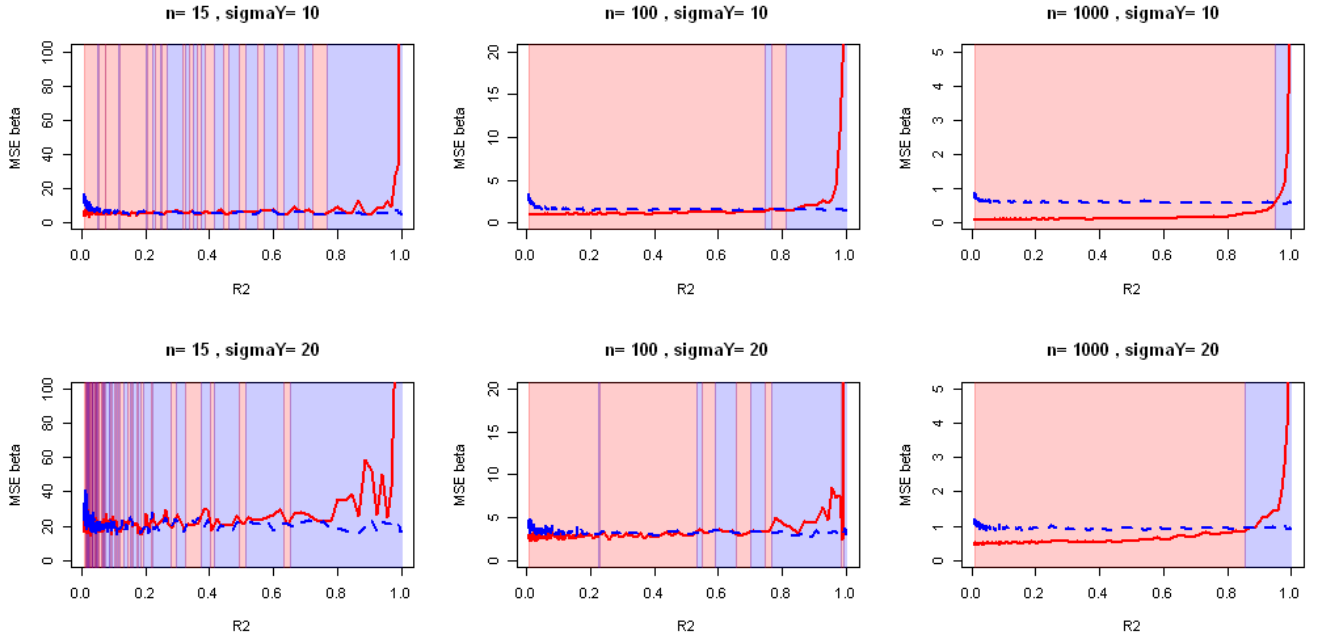 n= 15 , sigmaY= 10
MSE beta
100
80
60
40
20
0
0.0 0.2 0.4 0.6 0.8 1.0
R2
n= 100 , sigmaY= 10
MSE beta
20
15
10
5
0
0.0 0.2 0.4 0.6 0.8 1.0
R2
n= 1000 , sigmaY= 10
MSE beta
5
4
3
2
1
0
0.0 0.2 0.4 0.6 0.8 1.0
R2
n= 15 , sigmaY= 20
MSE beta
100
80
60
40
20
0
0.0 0.2 0.4 0.6 0.8 1.0
R2
n= 100 , sigmaY= 20
MSE beta
20
15
10
5
0
0.0 0.2 0.4 0.6 0.8 1.0
R2
n= 1000 , sigmaY= 20
MSE beta
5
4
3
2
1
0
0.0 0.2 0.4 0.6 0.8 1.0
R2